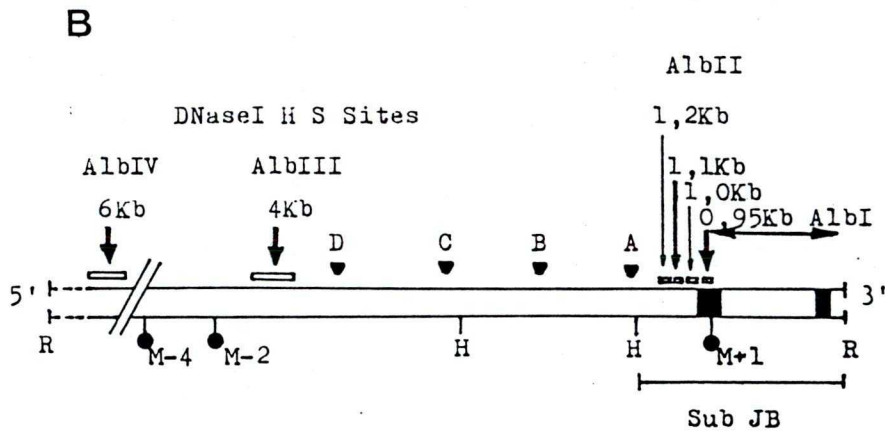 B
AlbII
DNaseI H S Sites
1,2Kb
AlbIV
AlbIII
1,1Kb
6Kb
4Kb
1,0Kb
0,95Kb AlbI
D
C
B
A
5'
3'
R
M-4
M-2
H
H
M+1
R
Sub JB